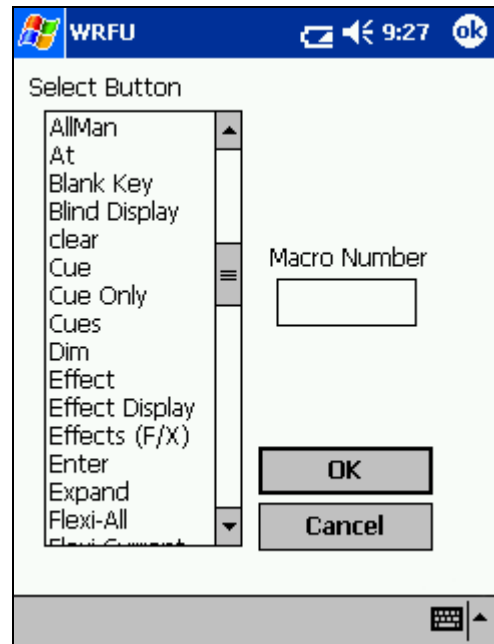 WRFU 9:27 ok
Select Button
AllMan
At
Blank Key
Blind Display
clear
Cue
Cue Only
Cues
Dim
Effect
Effect Display
Effects (F/X)
Enter
Expand
Flexi-All
Macro Number
OK
Cancel